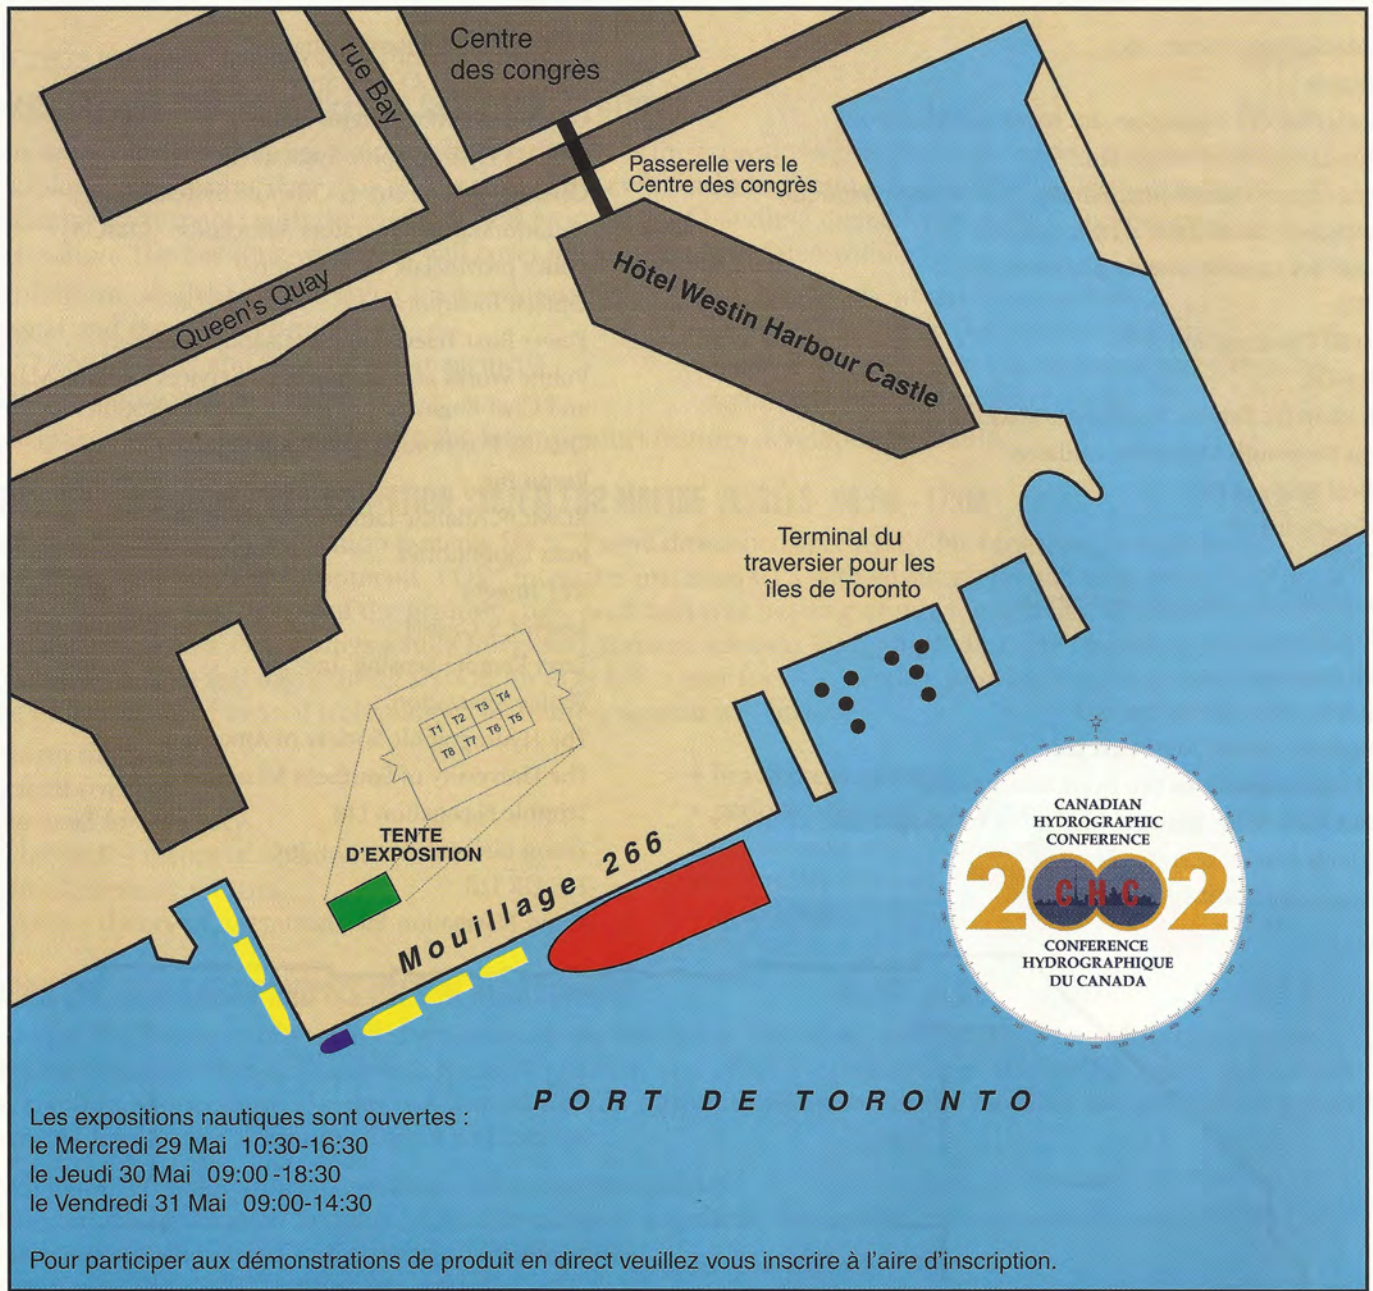 Centre
des congrès
rue Bay
Passerelle vers le
Centre des congrès
Queen's Quay
Hôtel Westin Harbour Castle
Terminal du
traversier pour les
îles de Toronto
T1 T2 T3 T4
T8 T7 T6 T5
TENTE
D'EXPOSITION
Mouillage 266
CANADIAN
HYDROGRAPHIC
CONFERENCE
2002
CHC
CONFERENCE
HYDROGRAPHIQUE
DU CANADA
PORT DE TORONTO
Les expositions nautiques sont ouvertes :
le Mercredi 29 Mai 10:30-16:30
le Jeudi 30 Mai 09:00-18:30
le Vendredi 31 Mai 09:00-14:30
Pour participer aux démonstrations de produit en direct veuillez vous inscrire à l'aire d'inscription.